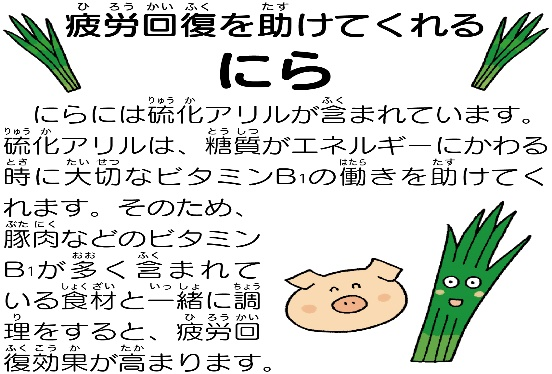 疲労回復を助けてくれる
にら
にらには硫化アリルが含まれています。
硫化アリルは、糖質がエネルギーにかわる
時に大切なビタミンB1の働きを助けてく
れます。そのため、
豚肉などのビタミン
B1が多く含まれて
いる食材と一緒に調
理をすると、疲労回
復効果が高まります。